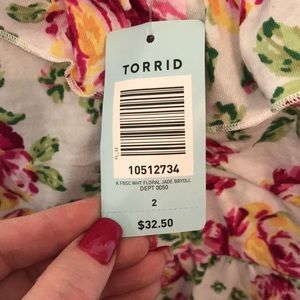 TORRID
10512734
K FBSC WHT FLORAL JADE BBYDLL
DEPT 0050
2
$32.50